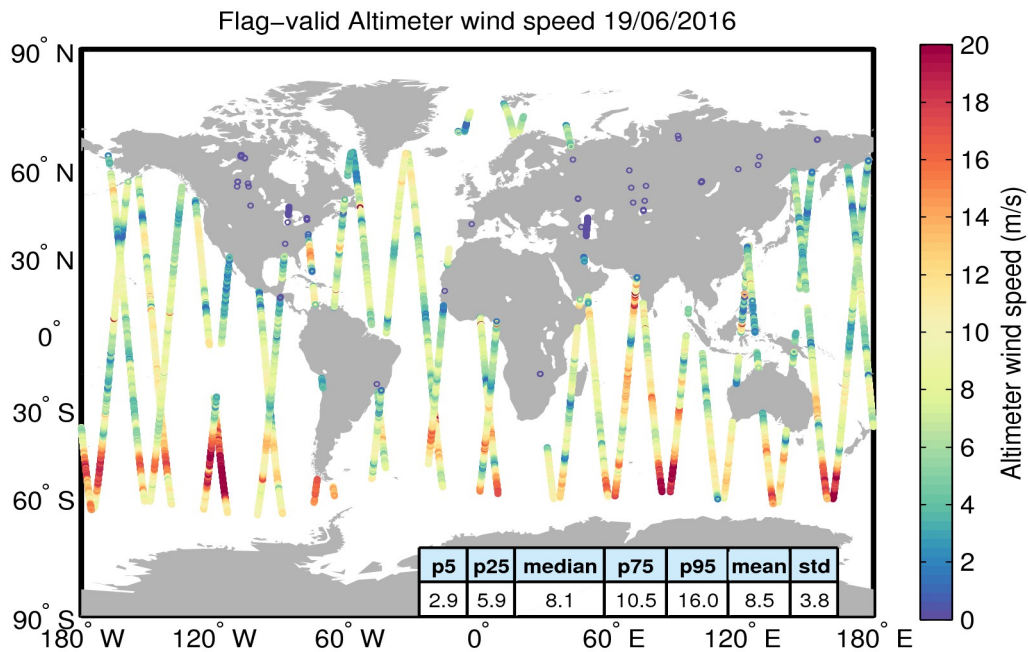 Flag-valid Altimeter wind speed 19/06/2016
90° N
60° N
30° N
0°
30° S
60° S
90° S
180° W
120° W
60° W
0°
60° E
120° E
180° E
p5 p25 median p75 p95 mean std
2.9 5.9 8.1 10.5 16.0 8.5 3.8
20
18
16
14
12
10
8
6
4
2
0
Altimeter wind speed (m/s)